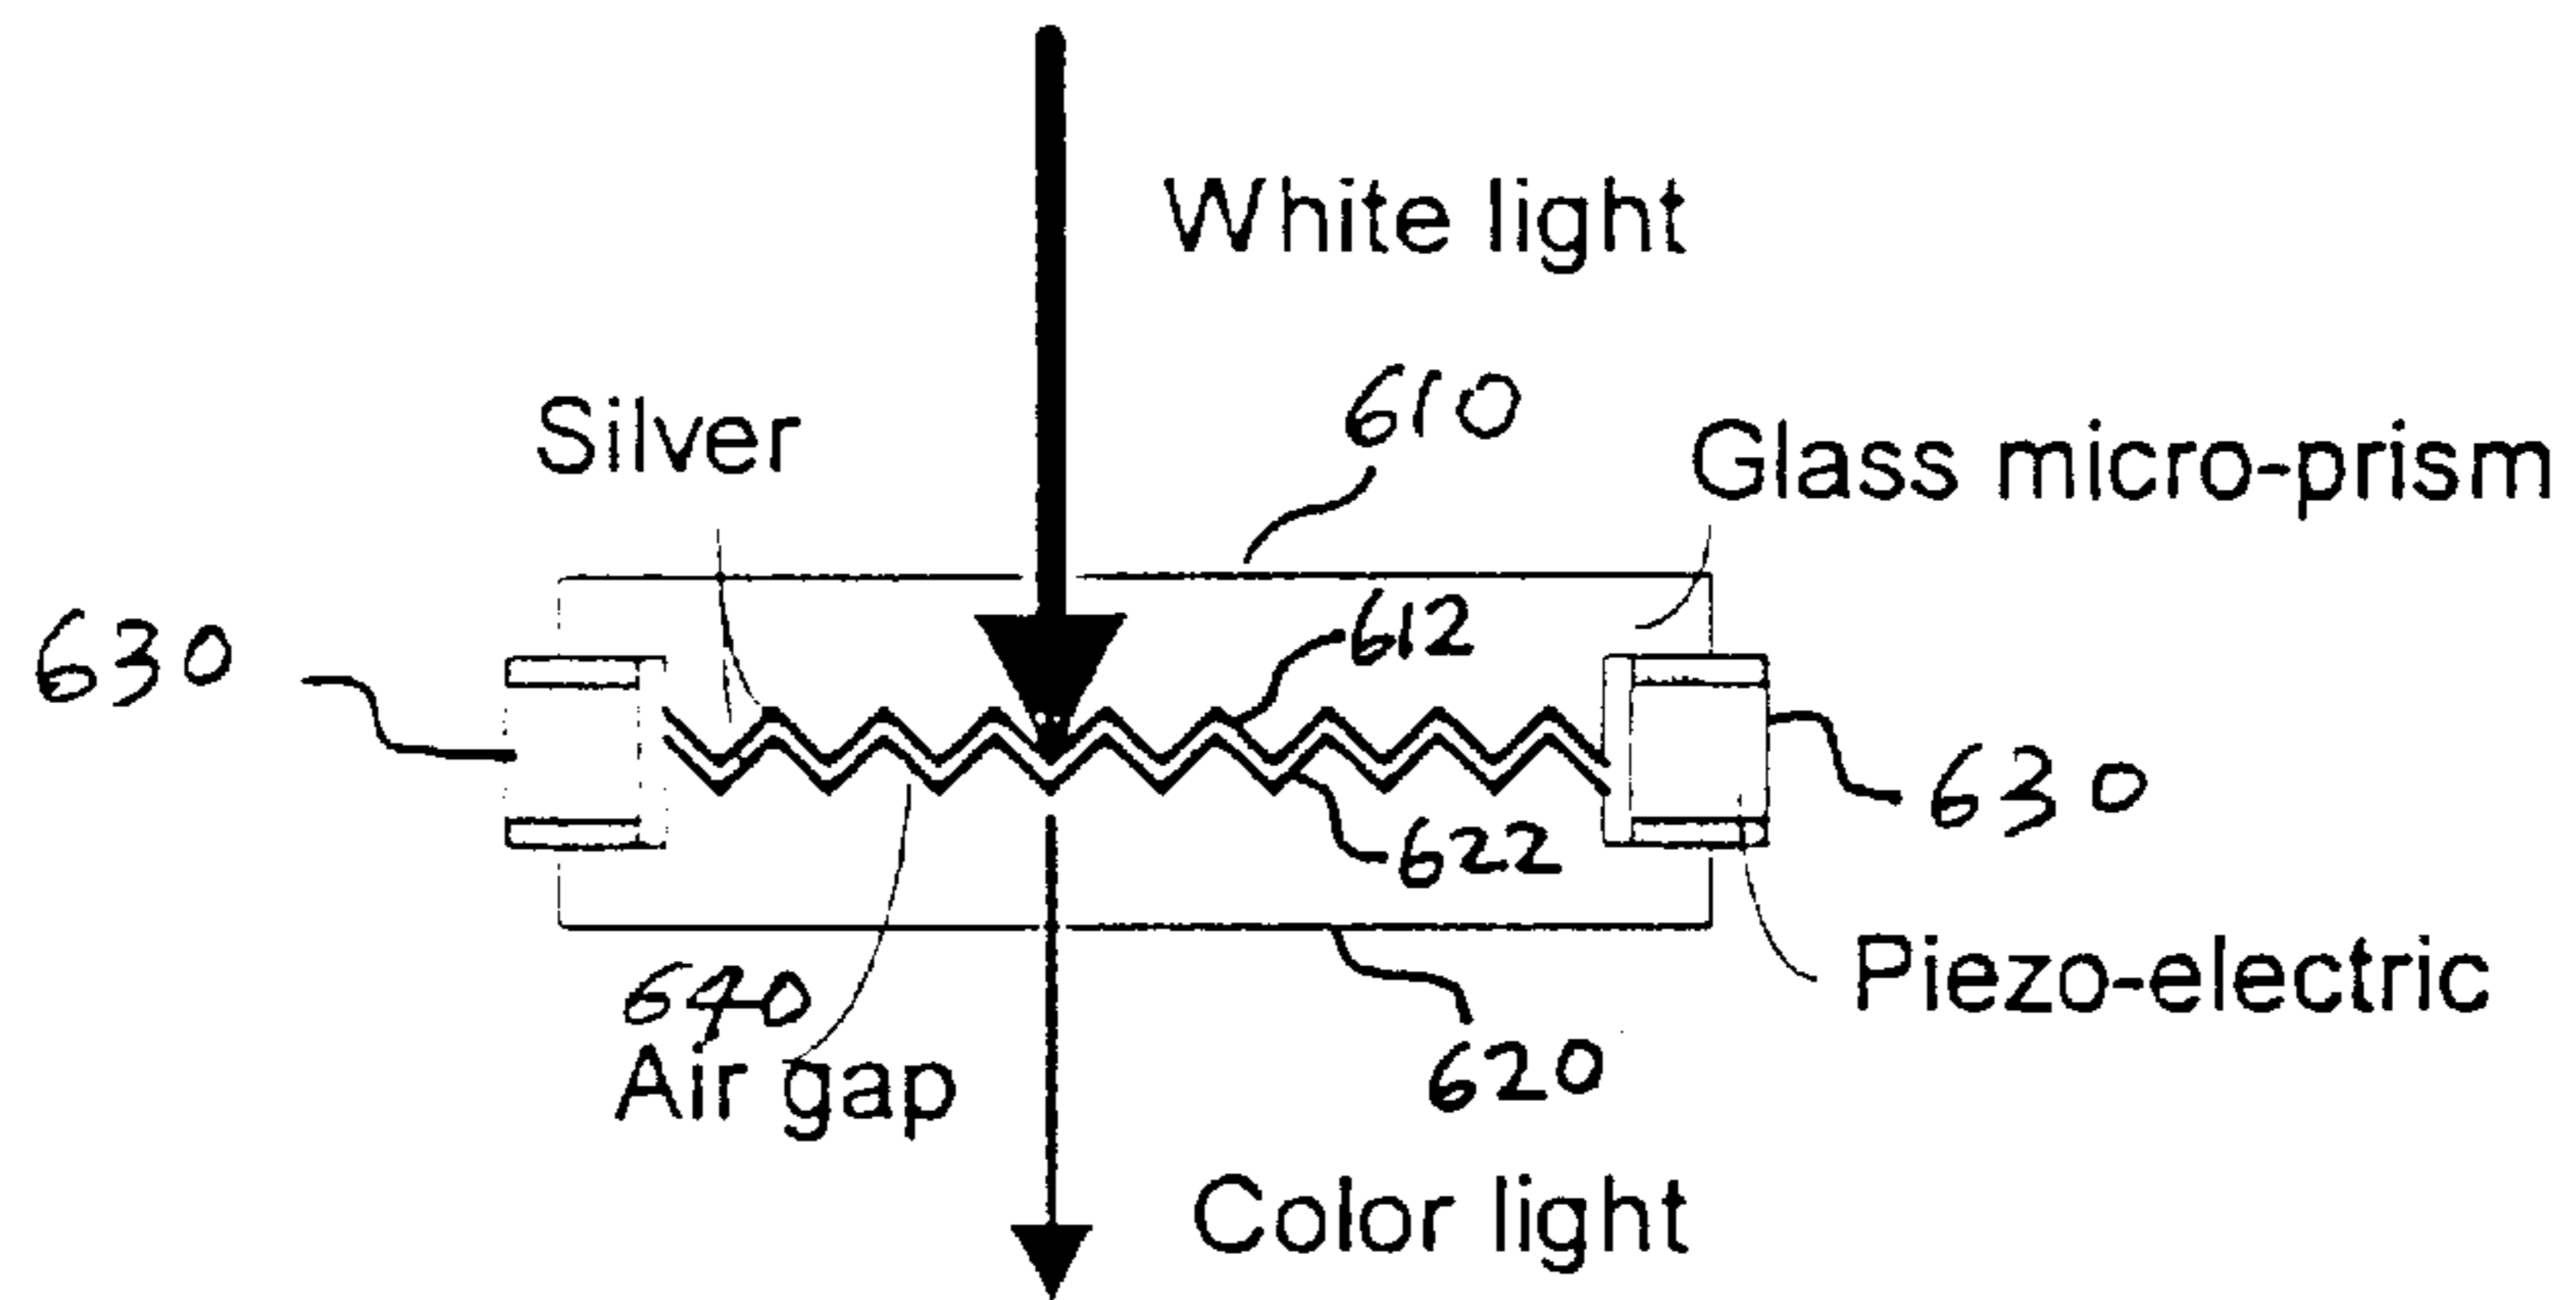 White light
610
Silver
Glass micro-prism
612
630
630
622
Piezo-electric
640
Air gap
620
Color light